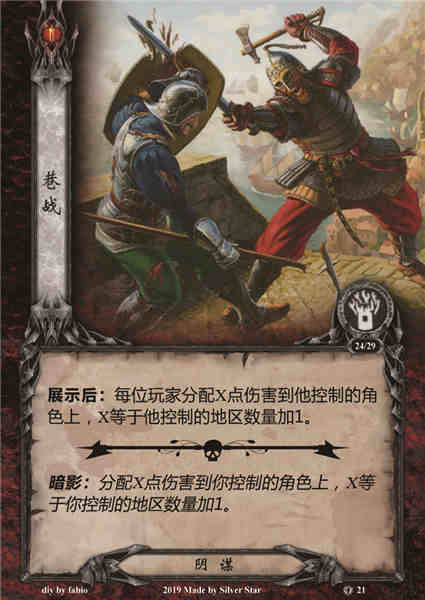 巷战
24/29
展示后：每位玩家分配X点伤害到他控制的角
色上，X等于他控制的地区数量加1。
暗影：分配X点伤害到你控制的角色上，X等
于你控制的地区数量加1。
阴谋
diy by fabio 2019 Made by Silver Star 21